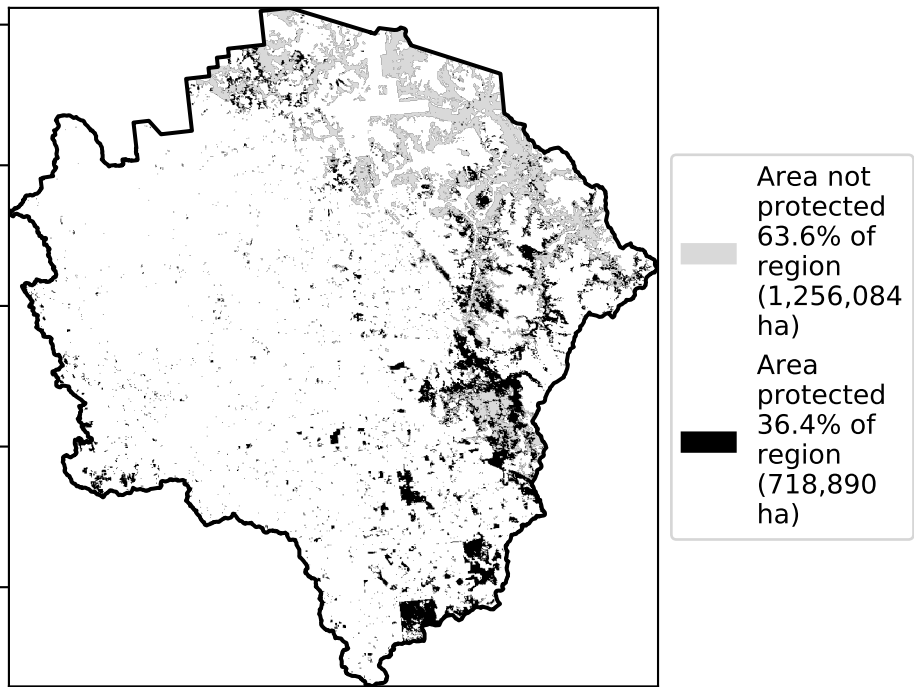 Area not
protected
63.6% of
region
(1,256,084
ha)
Area
protected
36.4% of
region
(718,890
ha)